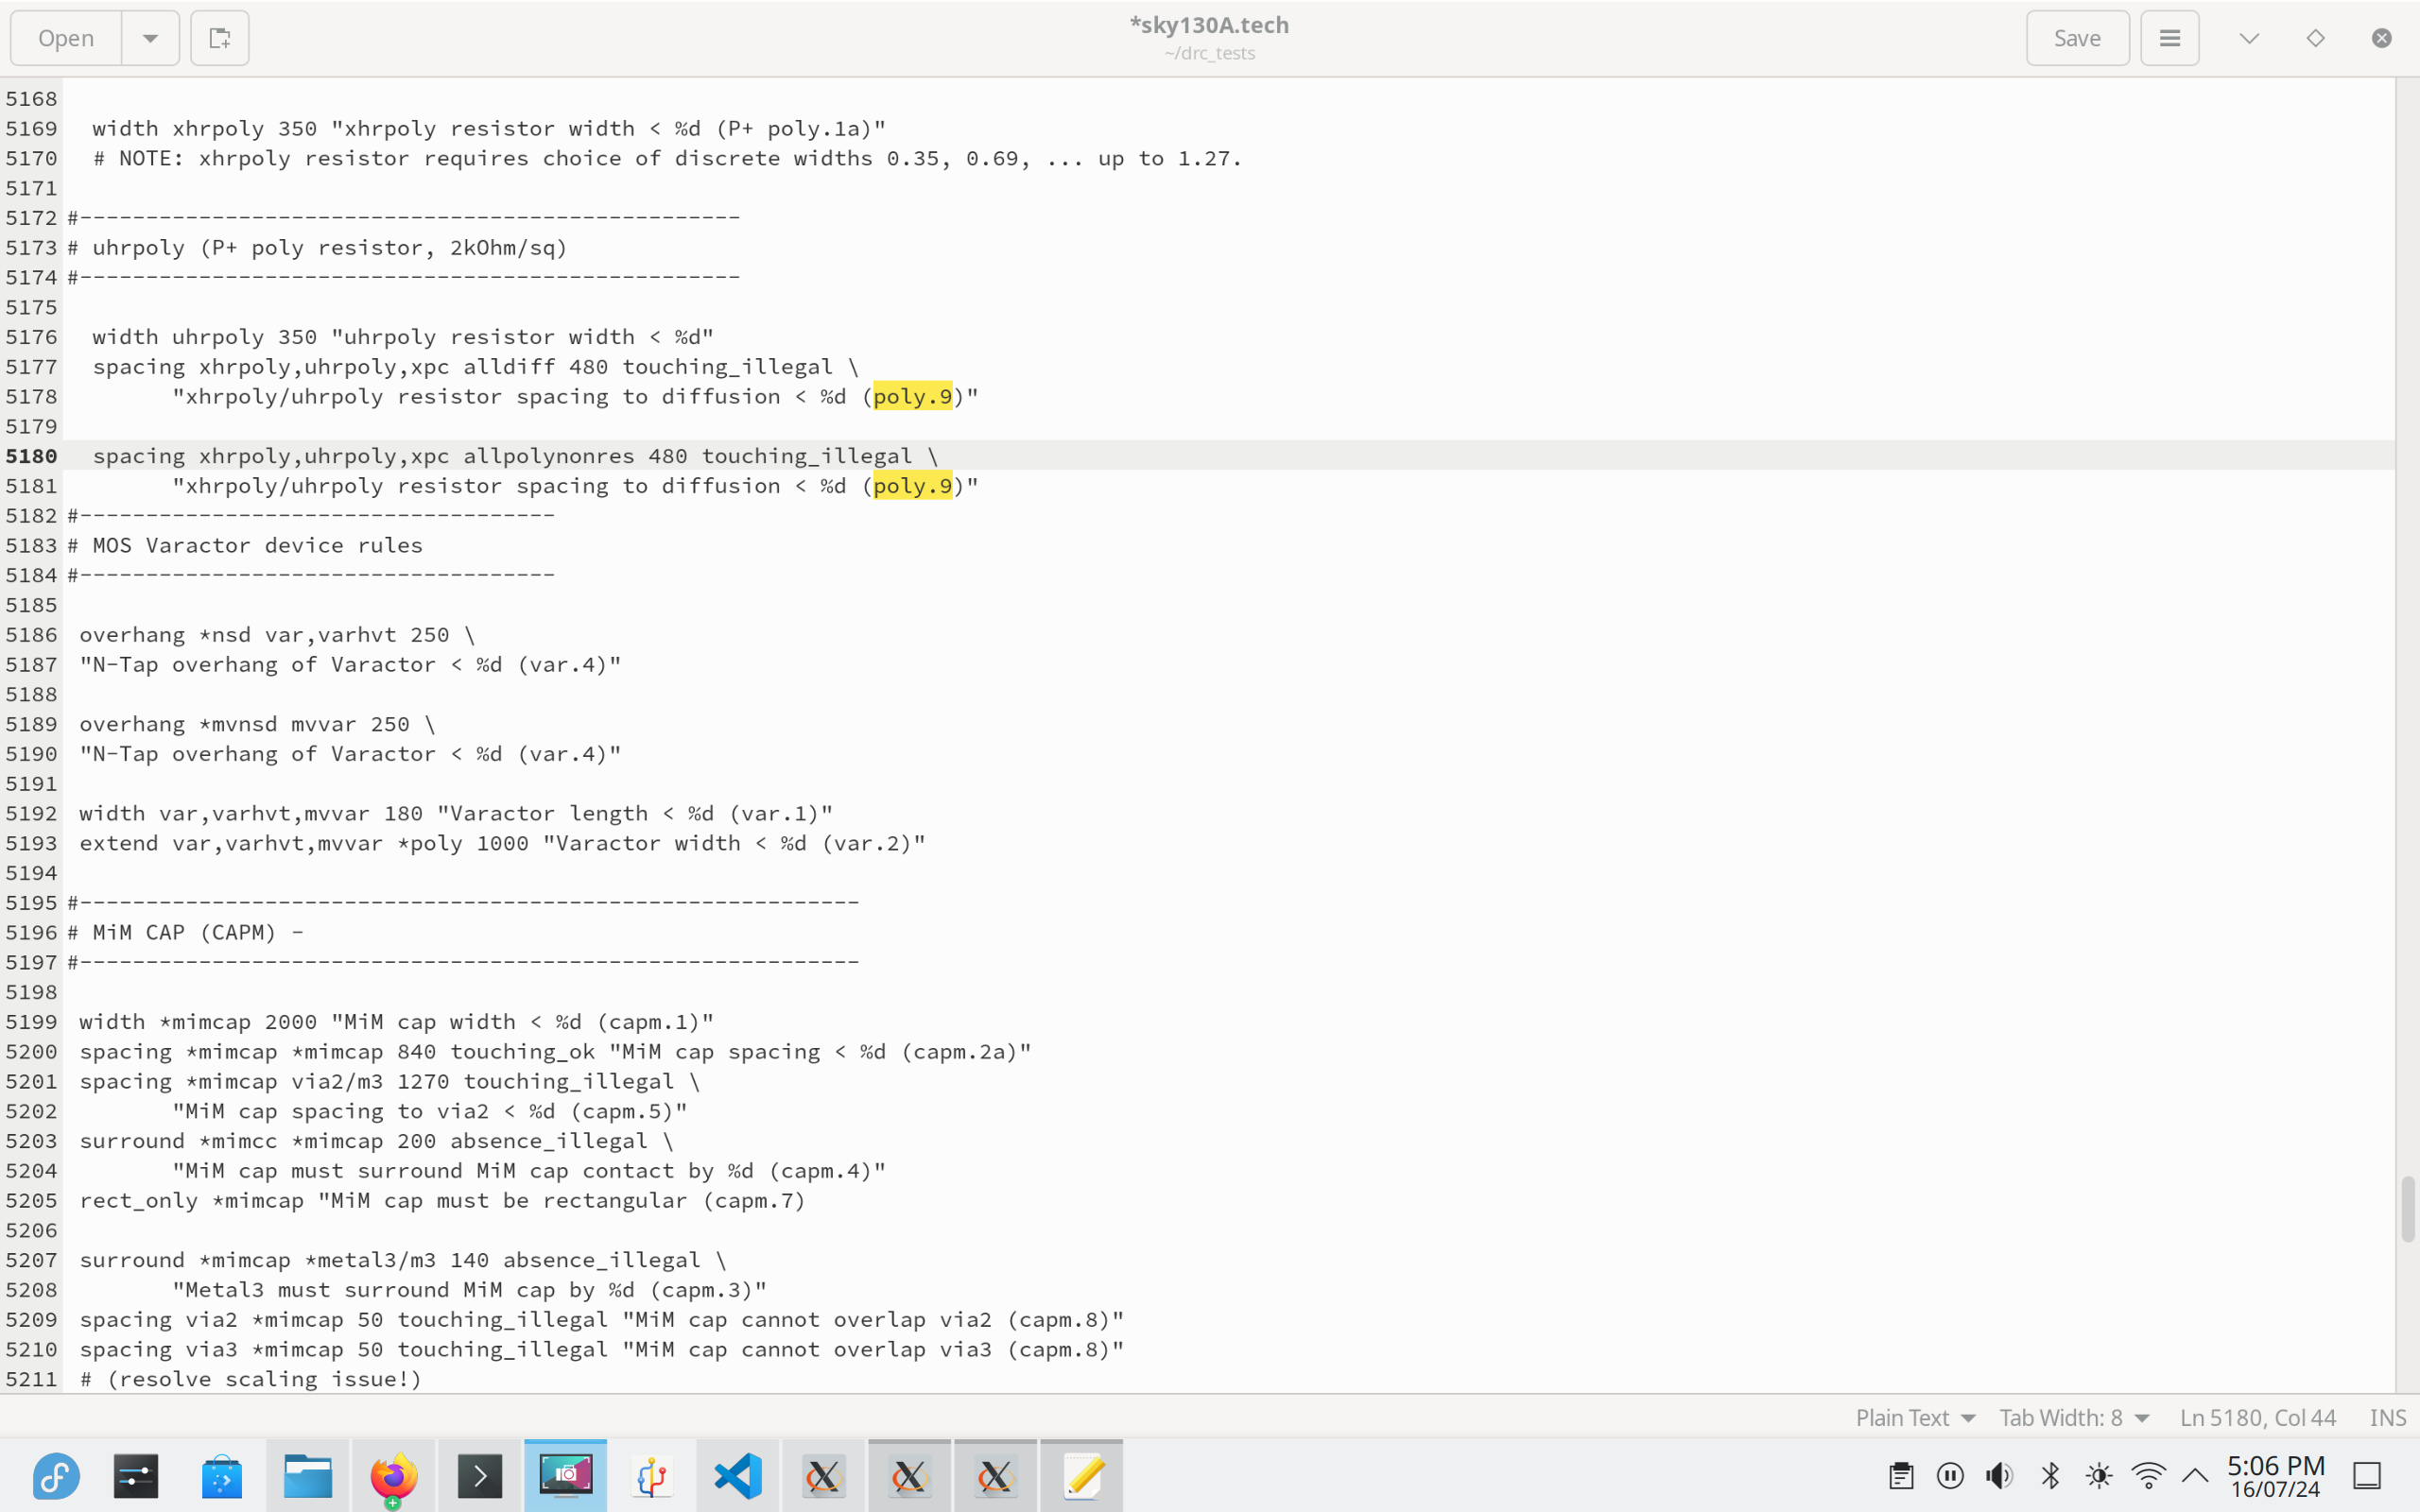 Open
*sky130A.tech
~/drc_tests
Save
5168
5169 width xhrpoly 350 "xhrpoly resistor width < %d (P+ poly.1a)"
5170 # NOTE: xhrpoly resistor requires choice of discrete widths 0.35, 0.69, ... up to 1.27.
5171
5172 #--------------------------------------------------
5173 # uhrpoly (P+ poly resistor, 2kOhm/sq)
5174 #--------------------------------------------------
5175
5176 width uhrpoly 350 "uhrpoly resistor width < %d"
5177 spacing xhrpoly,uhrpoly,xpc alldiff 480 touching_illegal \
5178 "xhrpoly/uhrpoly resistor spacing to diffusion < %d (poly.9)"
5179
5180 spacing xhrpoly,uhrpoly,xpc allpolynonres 480 touching_illegal \
5181 "xhrpoly/uhrpoly resistor spacing to diffusion < %d (poly.9)"
5182 #------------------------------------
5183 # MOS Varactor device rules
5184 #------------------------------------
5185
5186 overhang *nsd var,varhvt 250 \
5187 "N-Tap overhang of Varactor < %d (var.4)"
5188
5189 overhang *mvnsd mvvar 250 \
5190 "N-Tap overhang of Varactor < %d (var.4)"
5191
5192 width var,varhvt,mvvar 180 "Varactor length < %d (var.1)"
5193 extend var,varhvt,mvvar *poly 1000 "Varactor width < %d (var.2)"
5194
5195 #-----------------------------------------------------------
5196 # MiM CAP (CAPM) -
5197 #-----------------------------------------------------------
5198
5199 width *mimcap 2000 "MiM cap width < %d (capm.1)"
5200 spacing *mimcap *mimcap 840 touching_ok "MiM cap spacing < %d (capm.2a)"
5201 spacing *mimcap via2/m3 1270 touching_illegal \
5202 "MiM cap spacing to via2 < %d (capm.5)"
5203 surround *mimcc *mimcap 200 absence_illegal \
5204 "MiM cap must surround MiM cap contact by %d (capm.4)"
5205 rect_only *mimcap "MiM cap must be rectangular (capm.7)
5206
5207 surround *mimcap *metal3/m3 140 absence_illegal \
5208 "Metal3 must surround MiM cap by %d (capm.3)"
5209 spacing via2 *mimcap 50 touching_illegal "MiM cap cannot overlap via2 (capm.8)"
5210 spacing via3 *mimcap 50 touching_illegal "MiM cap cannot overlap via3 (capm.8)"
5211 # (resolve scaling issue!)
Plain Text Tab Width: 8 Ln 5180, Col 44 INS
5:06 PM
16/07/24